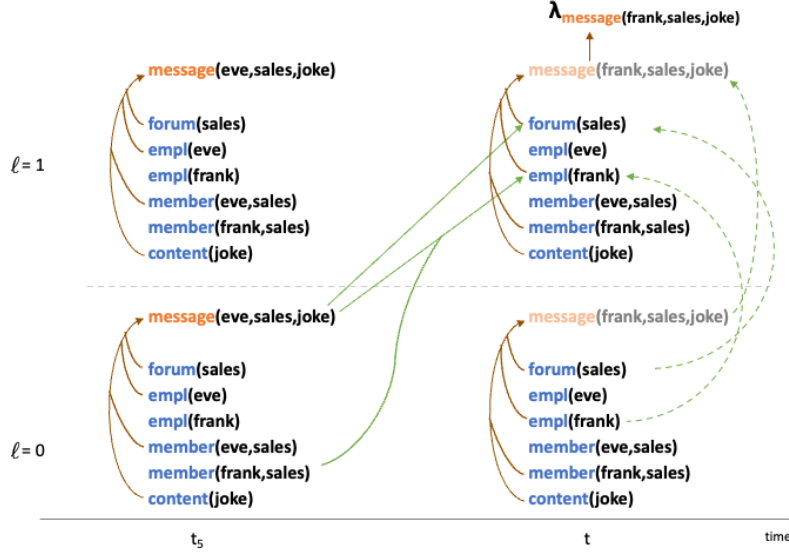 λmessage(frank,sales,joke)
message(eve,sales,joke)
message(frank,sales,joke)
forum(sales)
empl(eve)
empl(frank)
member(eve,sales)
member(frank,sales)
content(joke)
forum(sales)
empl(eve)
empl(frank)
member(eve,sales)
member(frank,sales)
content(joke)
ℓ = 1
message(eve,sales,joke)
message(frank,sales,joke)
forum(sales)
empl(eve)
empl(frank)
member(eve,sales)
member(frank,sales)
content(joke)
forum(sales)
empl(eve)
empl(frank)
member(eve,sales)
member(frank,sales)
content(joke)
ℓ = 0
t5
t
time